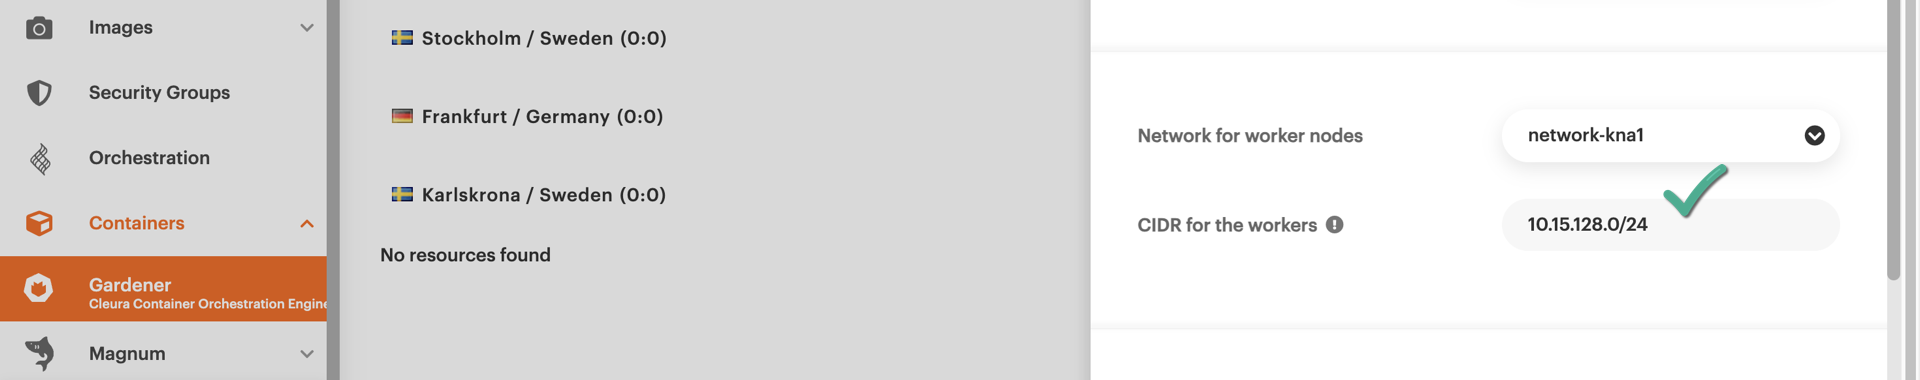 Images
Security Groups
Orchestration
Containers
Gardener
Cleura Container Orchestration Engine
Magnum
Stockholm / Sweden (0:0)
Frankfurt / Germany (0:0)
Karlskrona / Sweden (0:0)
No resources found
Network for worker nodes
network-kna1
CIDR for the workers
10.15.128.0/24